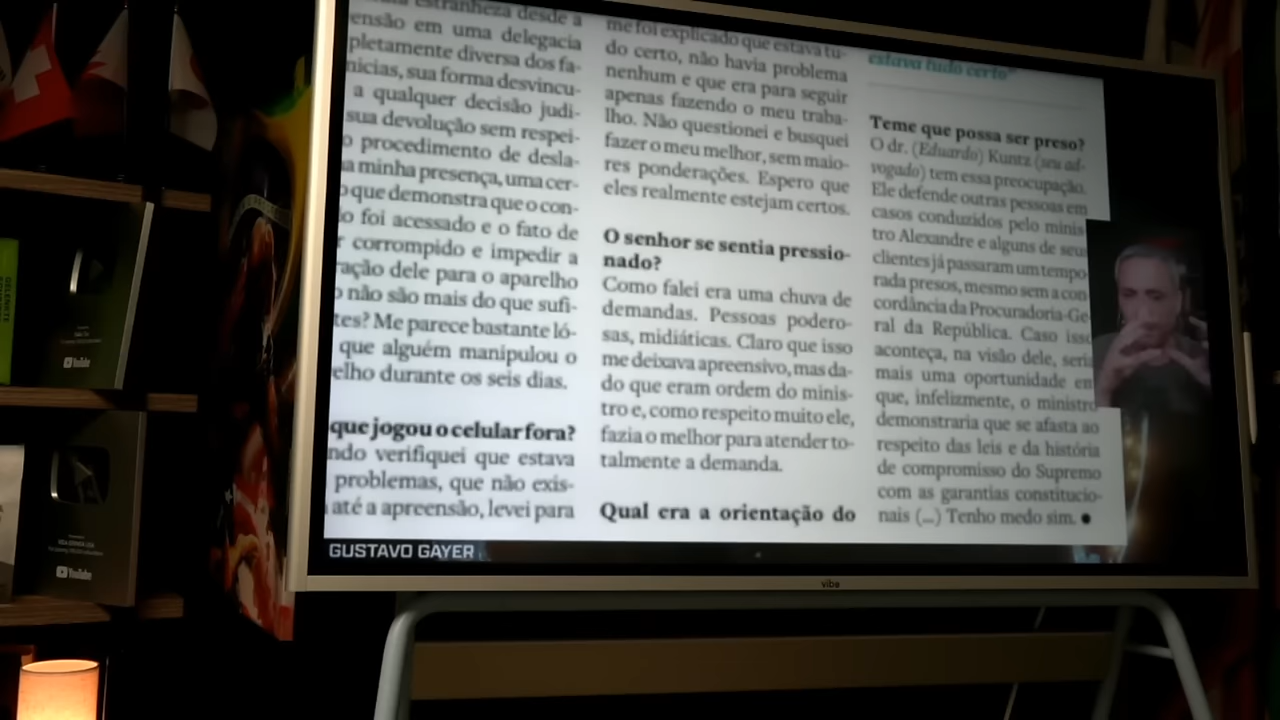 estranheza desde a
ensão em uma delegacia
pletamente diversa dos fa-
nícias, sua forma desvincu-
a qualquer decisão judi-
sua devolução sem respei-
o procedimento de desla-
a minha presença, uma cer-
o que demonstra que o con-
o foi acessado e o fato de
r corrompido e impedir a
ração dele para o aparelho
o não são mais do que sufi-
tes? Me parece bastante ló-
que alguém manipulou o
elho durante os seis dias.
que jogou o celular fora?
ndo verifiquei que estava
problemas, que não exis-
até a apreensão, levei para
me foi explicado que estava tu-
do certo, não havia problema
nenhum e que era para seguir
apenas fazendo o meu traba-
lho. Não questionei e busquei
fazer o meu melhor, sem maio-
res ponderações. Espero que
eles realmente estejam certos.
O senhor se sentia pressio-
nado?
Como falei era uma chuva de
demandas. Pessoas podero-
sas, midiáticas. Claro que isso
me deixava apreensivo, mas da-
do que eram ordem do minis-
tro e, como respeito muito ele,
fazia o melhor para atender to-
talmente a demanda.
Qual era a orientação do
estava tudo certo"
Teme que possa ser preso?
O dr. (Eduardo) Kuntz (seu ad-
vogado) tem essa preocupação.
Ele defende outras pessoas em
casos conduzidos pelo minis
tro Alexandre e alguns de seus
clientes já passaram um tempo
rada presos, mesmo sem a con
cordância da Procuradoria-Ge
ral da República. Caso isso
aconteça, na visão dele, seria
mais uma oportunidade em
que, infelizmente, o ministro
demonstraria que se afasta ao
respeito das leis e da história
de compromisso do Supremo
com as garantias constitucio-
nais (...) Tenho medo sim. ●
GUSTAVO GAYER
vibe
YouTube
YouTube